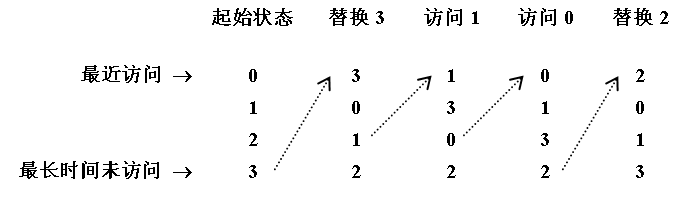 起始状态 替换 3 访问 1 访问 0 替换 2
最近访问 → 0 3 1 0 2
1 0 3 1 0
2 1 0 3 1
最长时间未访问 → 3 2 2 2 3